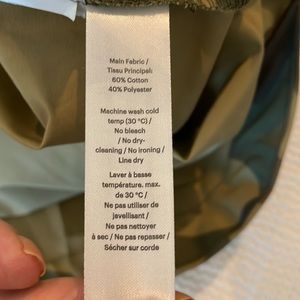 Main Fabric /
Tissu Principal:
60% Cotton
40% Polyester
Machine wash cold
temp (30 °C) /
No bleach
/ No dry-
cleaning / No ironing /
Line dry
Laver à basse
température. max.
de 30 °C /
Ne pas utiliser de
javellisant /
Ne pas nettoyer
à sec / Ne pas repasser /
Sécher sur corde